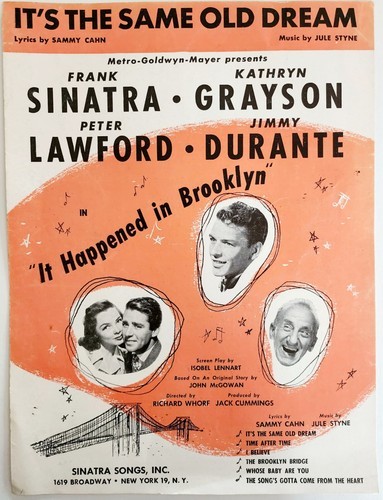 IT'S THE SAME OLD DREAM
Lyrics by SAMMY CAHN Music by JULE STYNE
Metro-Goldwyn-Mayer presents
FRANK KATHRYN
SINATRA • GRAYSON
PETER JIMMY
LAWFORD • DURANTE
IN
"It Happened in Brooklyn"
Screen Play by
ISOBEL LENNART
Based On An Original Story by
JOHN McGOWAN
Directed by Produced by
RICHARD WHORF JACK CUMMINGS
Lyrics by Music by
SAMMY CAHN JULE STYNE
IT'S THE SAME OLD DREAM
TIME AFTER TIME
I BELIEVE
THE BROOKLYN BRIDGE
WHOSE BABY ARE YOU
THE SONG'S GOTTA COME FROM THE HEART
SINATRA SONGS, INC.
1619 BROADWAY • NEW YORK 19, N. Y.